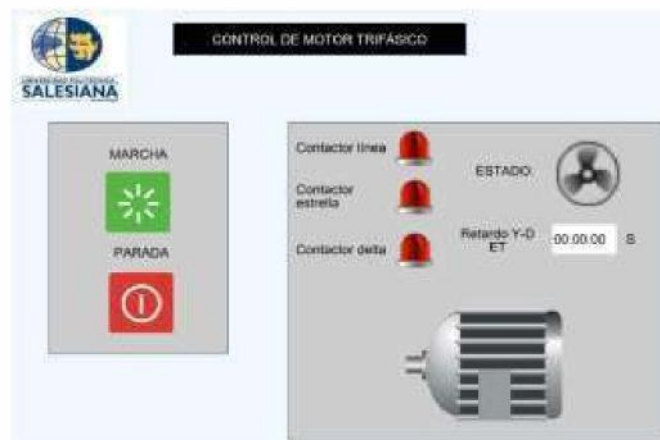 CONTROL DE MOTOR TRIFÁSICO
SALESIANA
MARCHA
PARADA
Contactor línea
Contactor
estrella
Contactor delta
ESTADO:
Retardo Y-D
ET
00:00:00 S